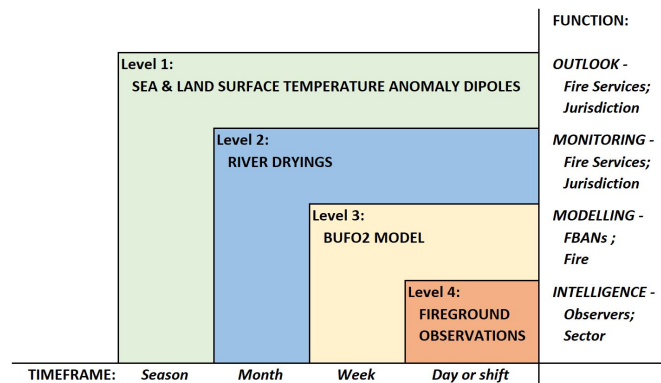 FUNCTION:
Level 1:
SEA & LAND SURFACE TEMPERATURE ANOMALY DIPOLES
OUTLOOK -
Fire Services;
Jurisdiction
Level 2:
RIVER DRYINGS
MONITORING -
Fire Services;
Jurisdiction
Level 3:
BUFO2 MODEL
MODELLING -
FBANs ;
Fire
Level 4:
FIREGROUND
OBSERVATIONS
INTELLIGENCE -
Observers;
Sector
TIMEFRAME: Season Month Week Day or shift